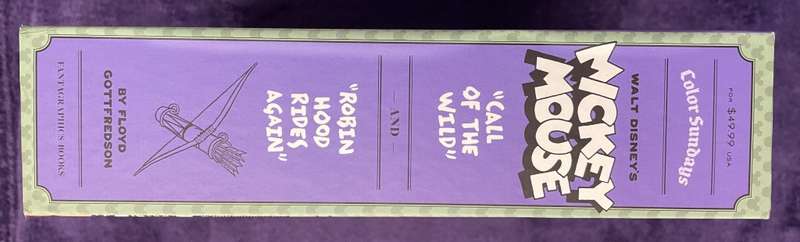 FOR $49.99 USA
Color Sundays
WALT DISNEY'S
MICKEY
MOUSE
"CALL
OF THE
WILD"
— AND —
"ROBIN
HOOD
RIDES
AGAIN"
BY FLOYD
GOTTFREDSON
FANTAGRAPHICS BOOKS